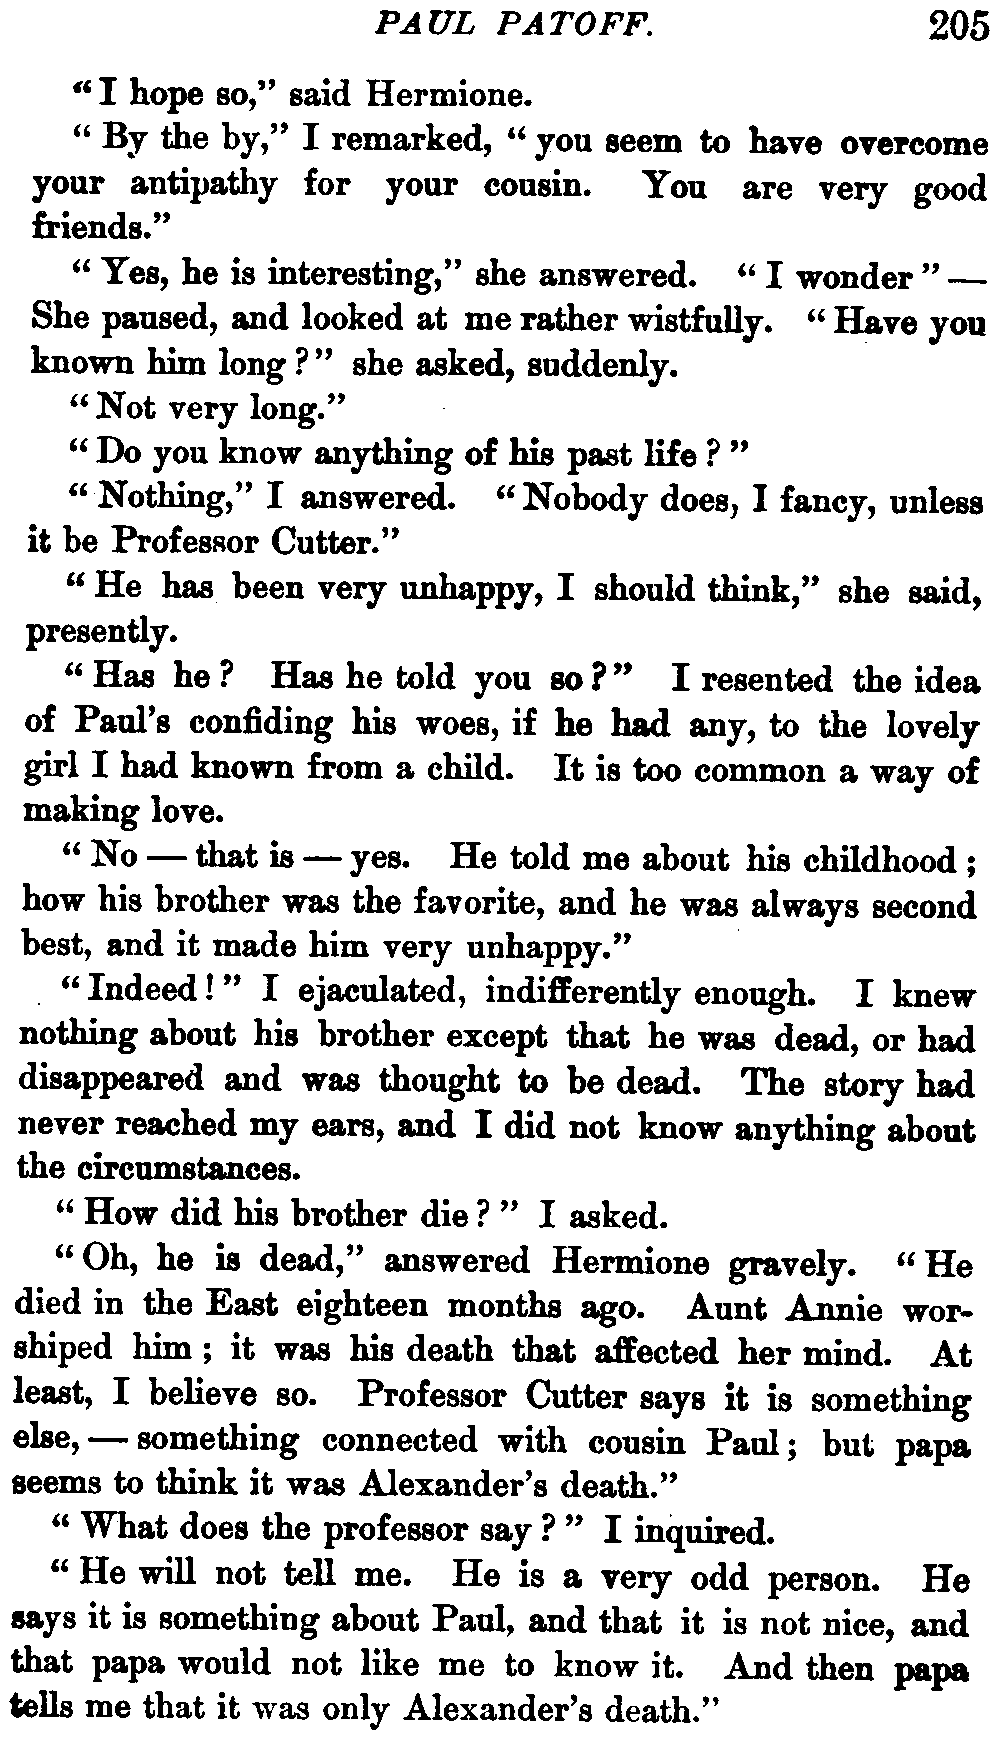 PAUL PATOFF. 205
"I hope so," said Hermione.
"By the by," I remarked, "you seem to have overcome
your antipathy for your cousin. You are very good
friends."
"Yes, he is interesting," she answered. "I wonder" —
She paused, and looked at me rather wistfully. "Have you
known him long?" she asked, suddenly.
"Not very long."
"Do you know anything of his past life?"
"Nothing," I answered. "Nobody does, I fancy, unless
it be Professor Cutter."
"He has been very unhappy, I should think," she said,
presently.
"Has he? Has he told you so?" I resented the idea
of Paul's confiding his woes, if he had any, to the lovely
girl I had known from a child. It is too common a way of
making love.
"No — that is — yes. He told me about his childhood;
how his brother was the favorite, and he was always second
best, and it made him very unhappy."
"Indeed!" I ejaculated, indifferently enough. I knew
nothing about his brother except that he was dead, or had
disappeared and was thought to be dead. The story had
never reached my ears, and I did not know anything about
the circumstances.
"How did his brother die?" I asked.
"Oh, he is dead," answered Hermione gravely. "He
died in the East eighteen months ago. Aunt Annie wor-
shiped him; it was his death that affected her mind. At
least, I believe so. Professor Cutter says it is something
else, — something connected with cousin Paul; but papa
seems to think it was Alexander's death."
"What does the professor say?" I inquired.
"He will not tell me. He is a very odd person. He
says it is something about Paul, and that it is not nice, and
that papa would not like me to know it. And then papa
tells me that it was only Alexander's death."